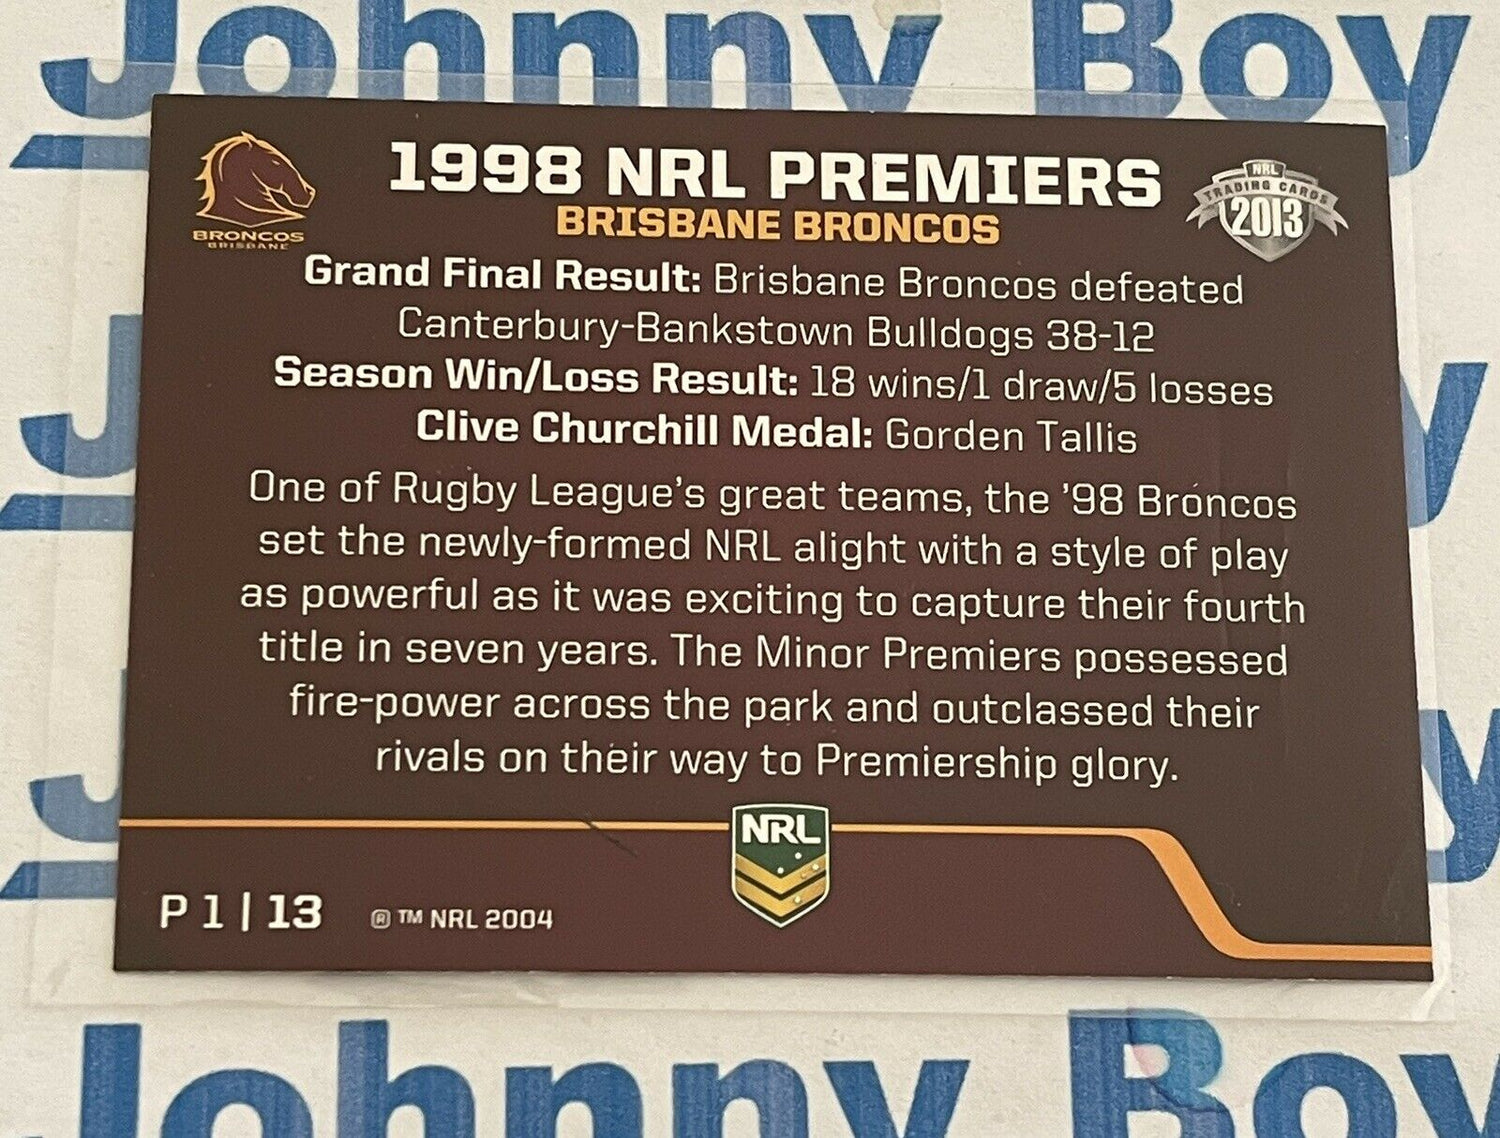 Johnny Boy
1998 NRL PREMIERS
BRISBANE BRONCOS
BRONCOS
BRISBANE
NRL
TRADING CARDS
2013
Grand Final Result: Brisbane Broncos defeated
Canterbury-Bankstown Bulldogs 38-12
Season Win/Loss Result: 18 wins/1 draw/5 losses
Clive Churchill Medal: Gorden Tallis
One of Rugby League's great teams, the '98 Broncos
set the newly-formed NRL alight with a style of play
as powerful as it was exciting to capture their fourth
title in seven years. The Minor Premiers possessed
fire-power across the park and outclassed their
rivals on their way to Premiership glory.
NRL
P 1 | 13
® ™ NRL 2004
Johnny Boy